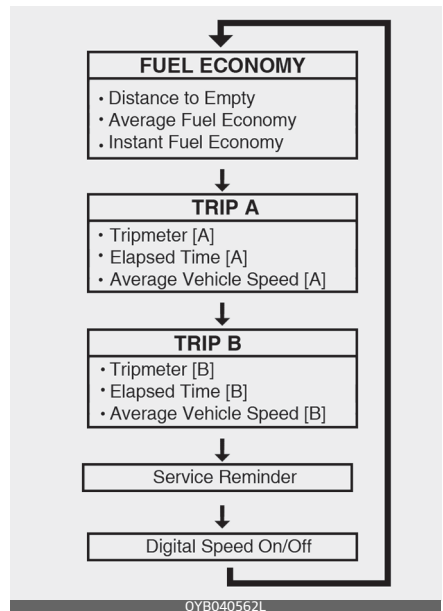 FUEL ECONOMY
• Distance to Empty
• Average Fuel Economy
• Instant Fuel Economy
TRIP A
• Tripmeter [A]
• Elapsed Time [A]
• Average Vehicle Speed [A]
TRIP B
• Tripmeter [B]
• Elapsed Time [B]
• Average Vehicle Speed [B]
Service Reminder
Digital Speed On/Off
OYB040562L